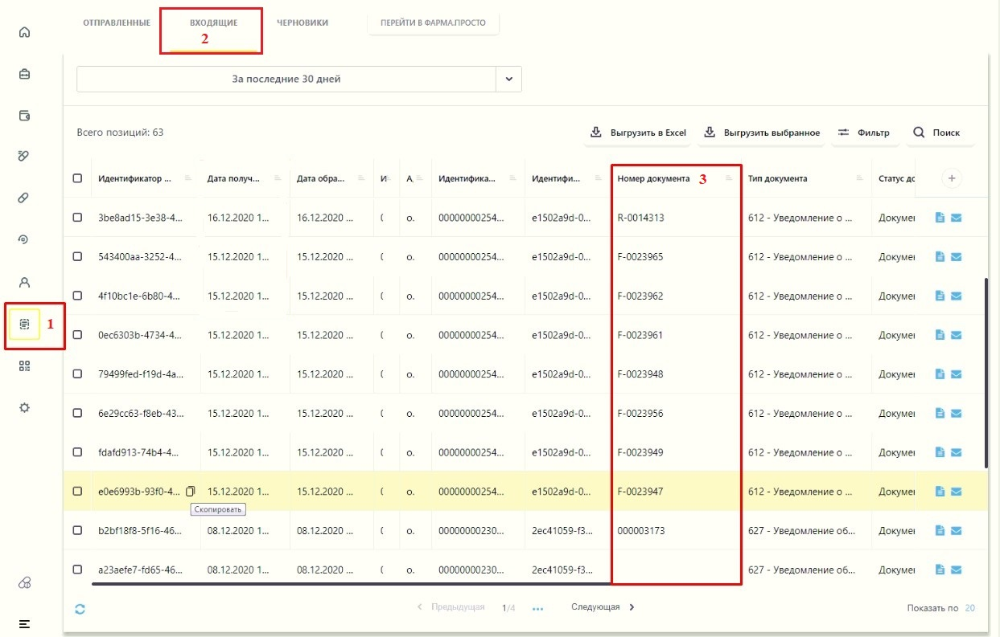 ОТПРАВЛЕННЫЕ ВХОДЯЩИЕ ЧЕРНОВИКИ ПЕРЕЙТИ В ФАРМА.ПРОСТО
2
За последние 30 дней
Всего позиций: 63 Выгрузить в Excel Выгрузить выбранное Фильтр Поиск
Идентификатор ... Дата получ... Дата обра... И А, Идентифика... Идентифи... Номер документа 3 Тип документа Статус до +
3be8ad15-3e38-4... 16.12.2020 1... 16.12.2020 ... ( о. 00000000254... e1502a9d-0... R-0014313 612 - Уведомление о ... Докумен
543400aa-3252-4... 15.12.2020 1... 15.12.2020 ... ( о. 00000000254... e1502a9d-0... F-0023965 612 - Уведомление о ... Докумен
4f10bc1e-6b80-4... 15.12.2020 1... 15.12.2020 ... ( о. 00000000254... e1502a9d-0... F-0023962 612 - Уведомление о ... Докумен
1
0ec6303b-4734-4... 15.12.2020 1... 15.12.2020 ... ( о. 00000000254... e1502a9d-0... F-0023961 612 - Уведомление о ... Докумен
79499fed-f19d-4a... 15.12.2020 1... 15.12.2020 ... ( о. 00000000254... e1502a9d-0... F-0023948 612 - Уведомление о ... Докумен
6e29cc63-f8eb-43... 15.12.2020 1... 15.12.2020 ... ( о. 00000000254... e1502a9d-0... F-0023956 612 - Уведомление о ... Докумен
fdafd913-74b4-4... 15.12.2020 1... 15.12.2020 ... ( о. 00000000254... e1502a9d-0... F-0023949 612 - Уведомление о ... Докумен
e0e6993b-93f0-4... 15.12.2020 1... 15.12.2020 ... ( о. 00000000254... e1502a9d-0... F-0023947 612 - Уведомление о ... Докумен
Скопировать
b2bf18f8-5f16-46... 08.12.2020 1... 08.12.2020 ... ( о. 00000000230... 2ec41059-f3... 000003173 627 - Уведомление об... Докумен
a23aefe7-fd65-46... 08.12.2020 1... 08.12.2020 ... ( о. 00000000230... 2ec41059-f3... 627 - Уведомление об... Докумен
Предыдущая 1/4 ... Следующая Показать по 20